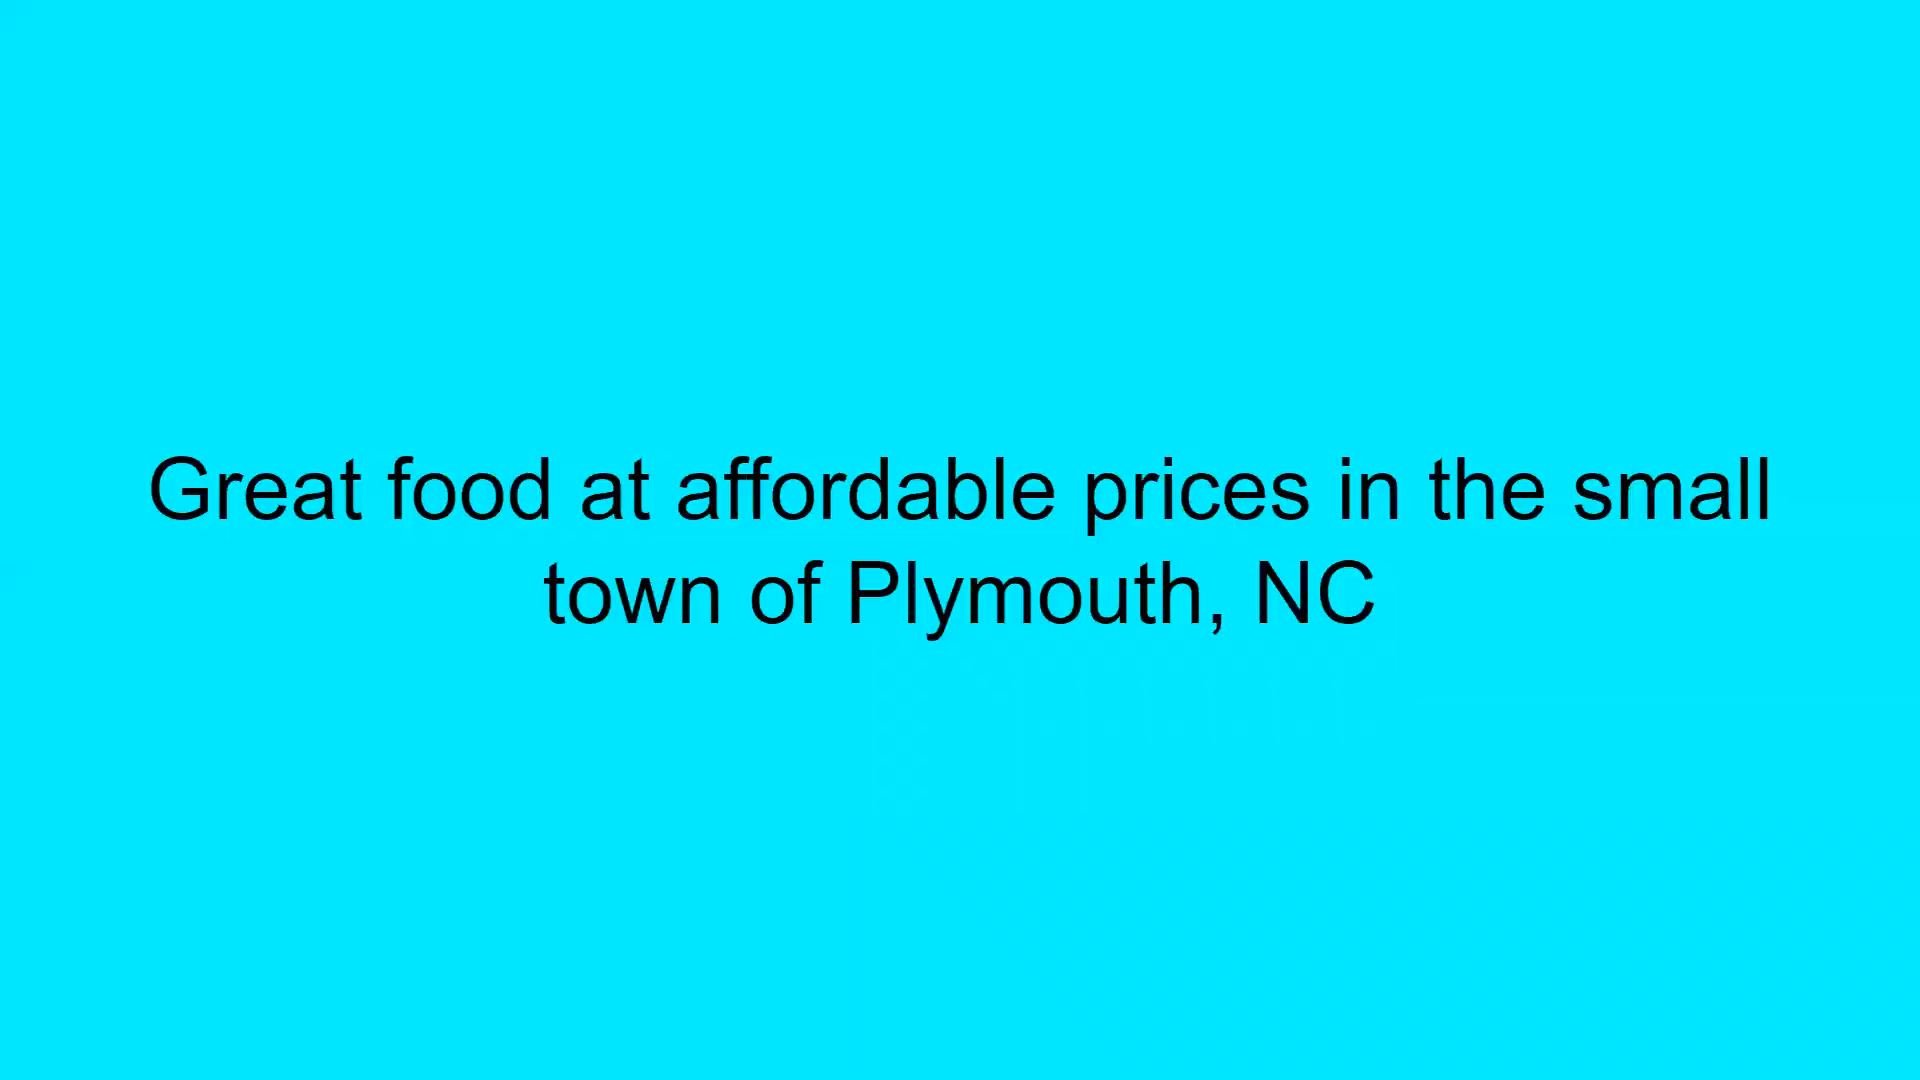 Great food at affordable prices in the small
town of Plymouth, NC